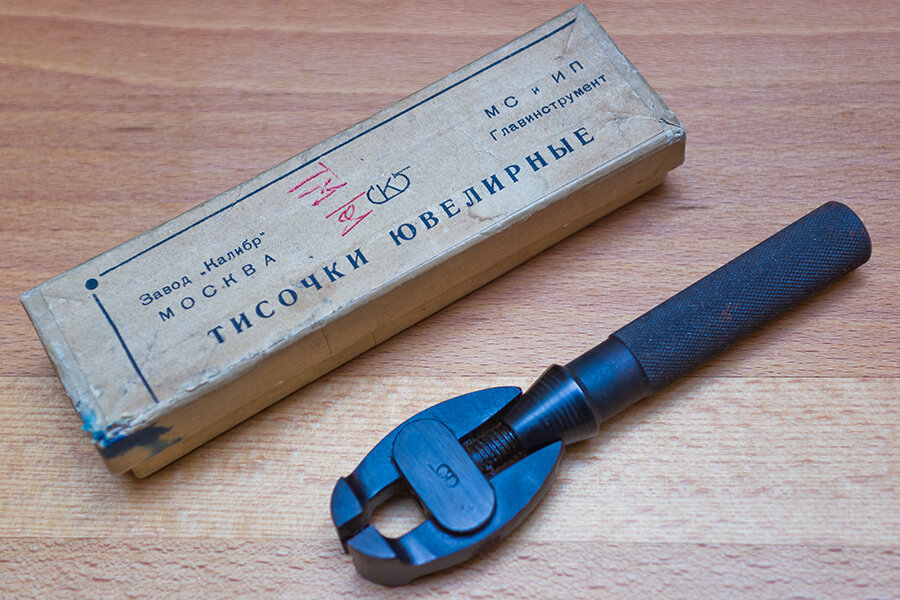 Завод „Калибр"
МОСКВА
МС и ИП
Главинструмент
ТИСОЧКИ ЮВЕЛИРНЫЕ